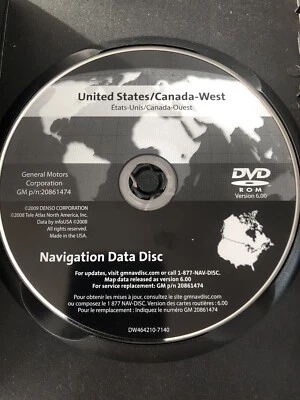 United States/Canada-West
États-Unis/Canada-Ouest
General Motors
Corporation
GM p/n:20861474
DVD
ROM
Version 6.00
©2009 DENSO CORPORATION
©2008 Tele Atlas North America, Inc.
Data by infoUSA ©2008
All rights reserved.
Made in the USA.
Navigation Data Disc
For updates, visit gmnavdisc.com or call 1-877-NAV-DISC.
Map data released as version 6.00
For service replacement: GM p/n 20861474
Pour obtenir les mises à jour, consultez le site gmnavdisc.com
ou composez le 1 877 NAV-DISC. Version des cartes routières : 6.00
Pour le remplacement : Indiquez le numéro GM 20861474
DW464210-7140